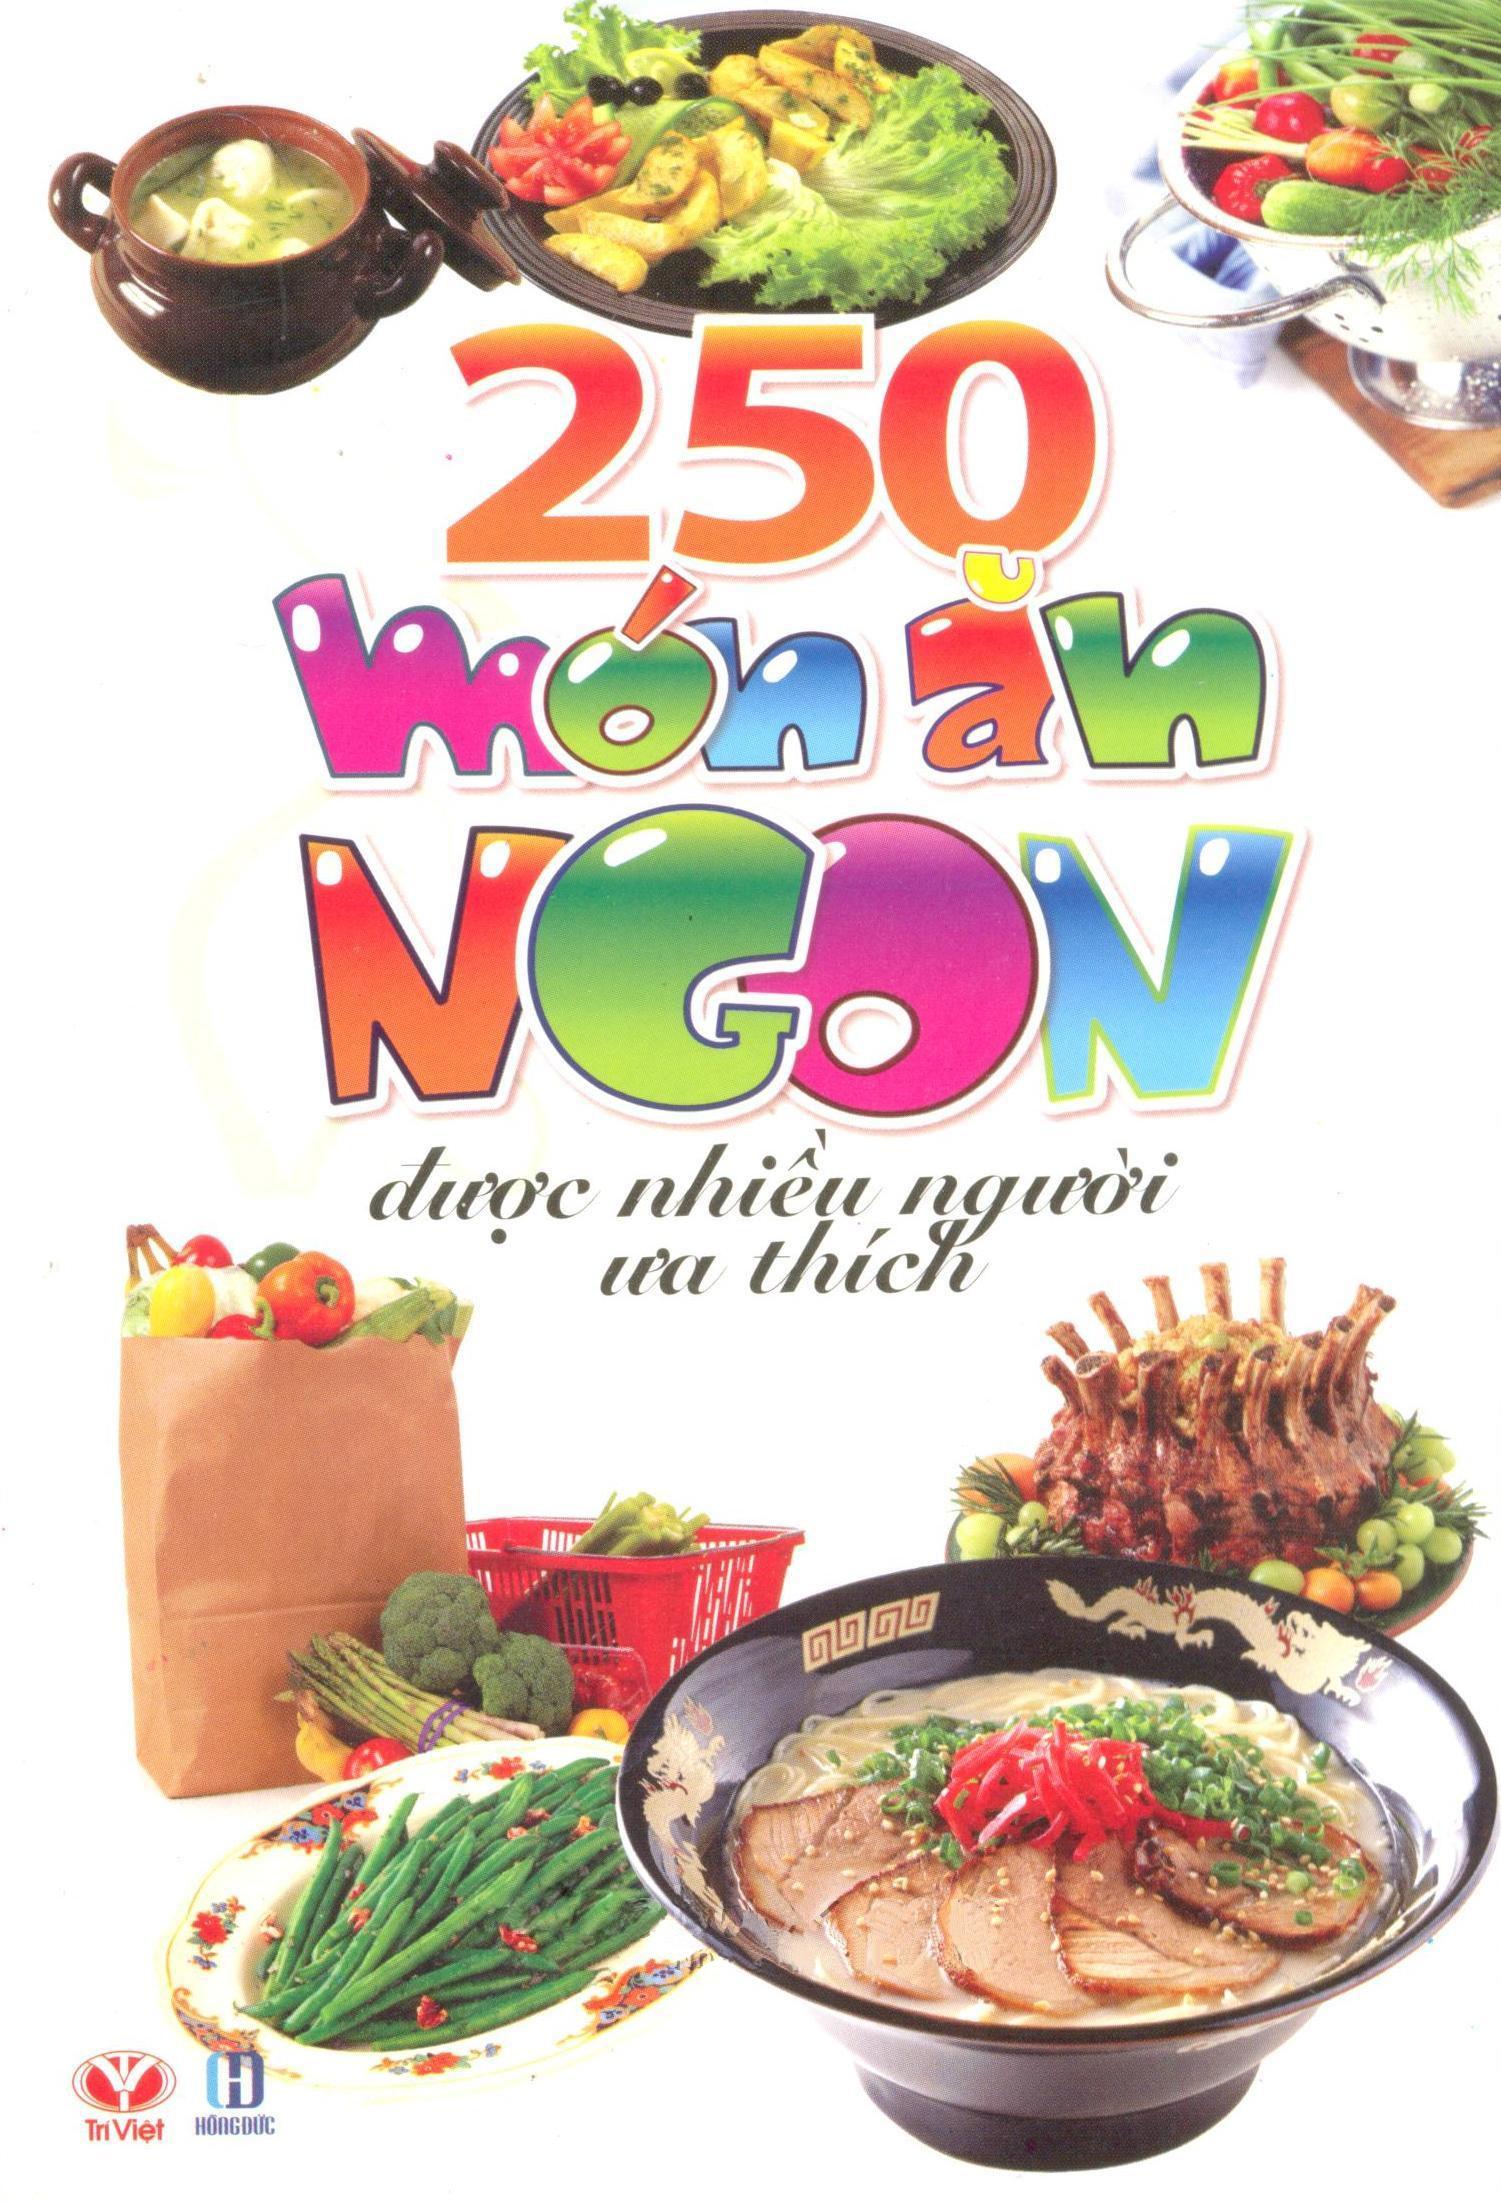 250
món ăn
NGON
được nhiều người
ưa thích
Trí Việt
HỒNG ĐỨC